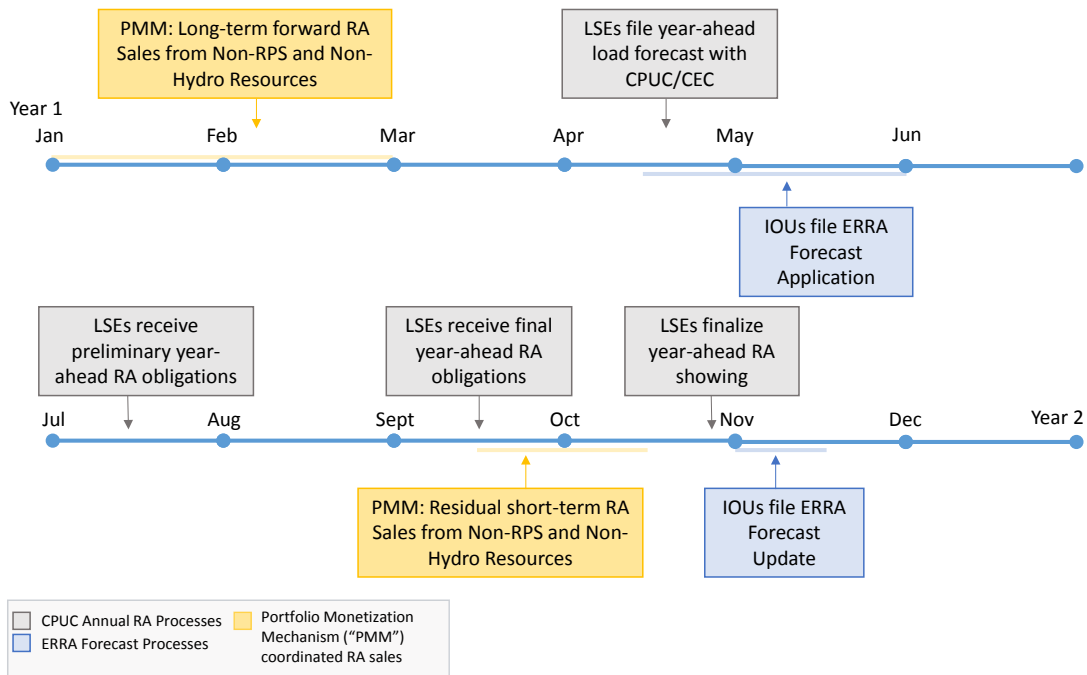 PMM: Long-term forward RA
Sales from Non-RPS and Non-
Hydro Resources
LSEs file year-ahead
load forecast with
CPUC/CEC
Year 1
Jan
Feb
Mar
Apr
May
Jun
IOUs file ERRA
Forecast
Application
LSEs receive
preliminary year-
ahead RA obligations
LSEs receive final
year-ahead RA
obligations
LSEs finalize
year-ahead RA
showing
Jul
Aug
Sept
Oct
Nov
Dec
Year 2
PMM: Residual short-term RA
Sales from Non-RPS and Non-
Hydro Resources
IOUs file ERRA
Forecast
Update
CPUC Annual RA Processes
ERRA Forecast Processes
Portfolio Monetization
Mechanism (“PMM”)
coordinated RA sales